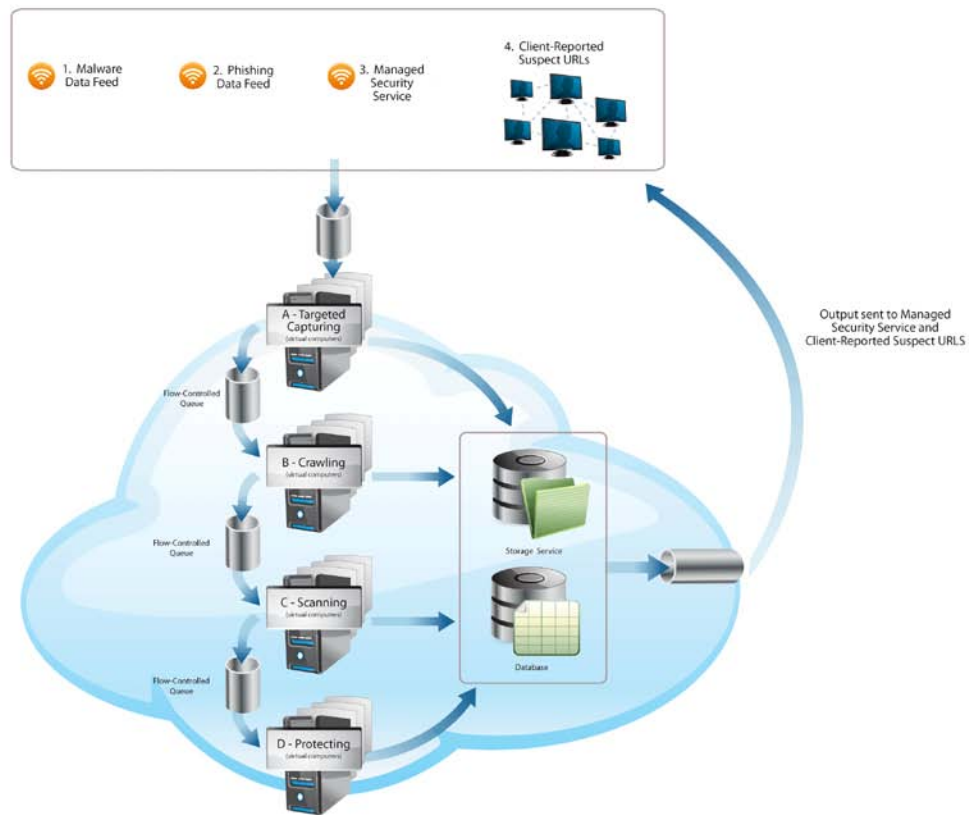 1. Malware
Data Feed
2. Phishing
Data Feed
3. Managed
Security
Service
4. Client-Reported
Suspect URLs
A - Targeted
Capturing
(virtual computers)
Flow-Controlled
Queue
B - Crawling
(virtual computers)
Flow-Controlled
Queue
C - Scanning
(virtual computers)
Flow-Controlled
Queue
D - Protecting
(virtual computers)
Storage Service
Database
Output sent to Managed
Security Service and
Client-Reported Suspect URLS